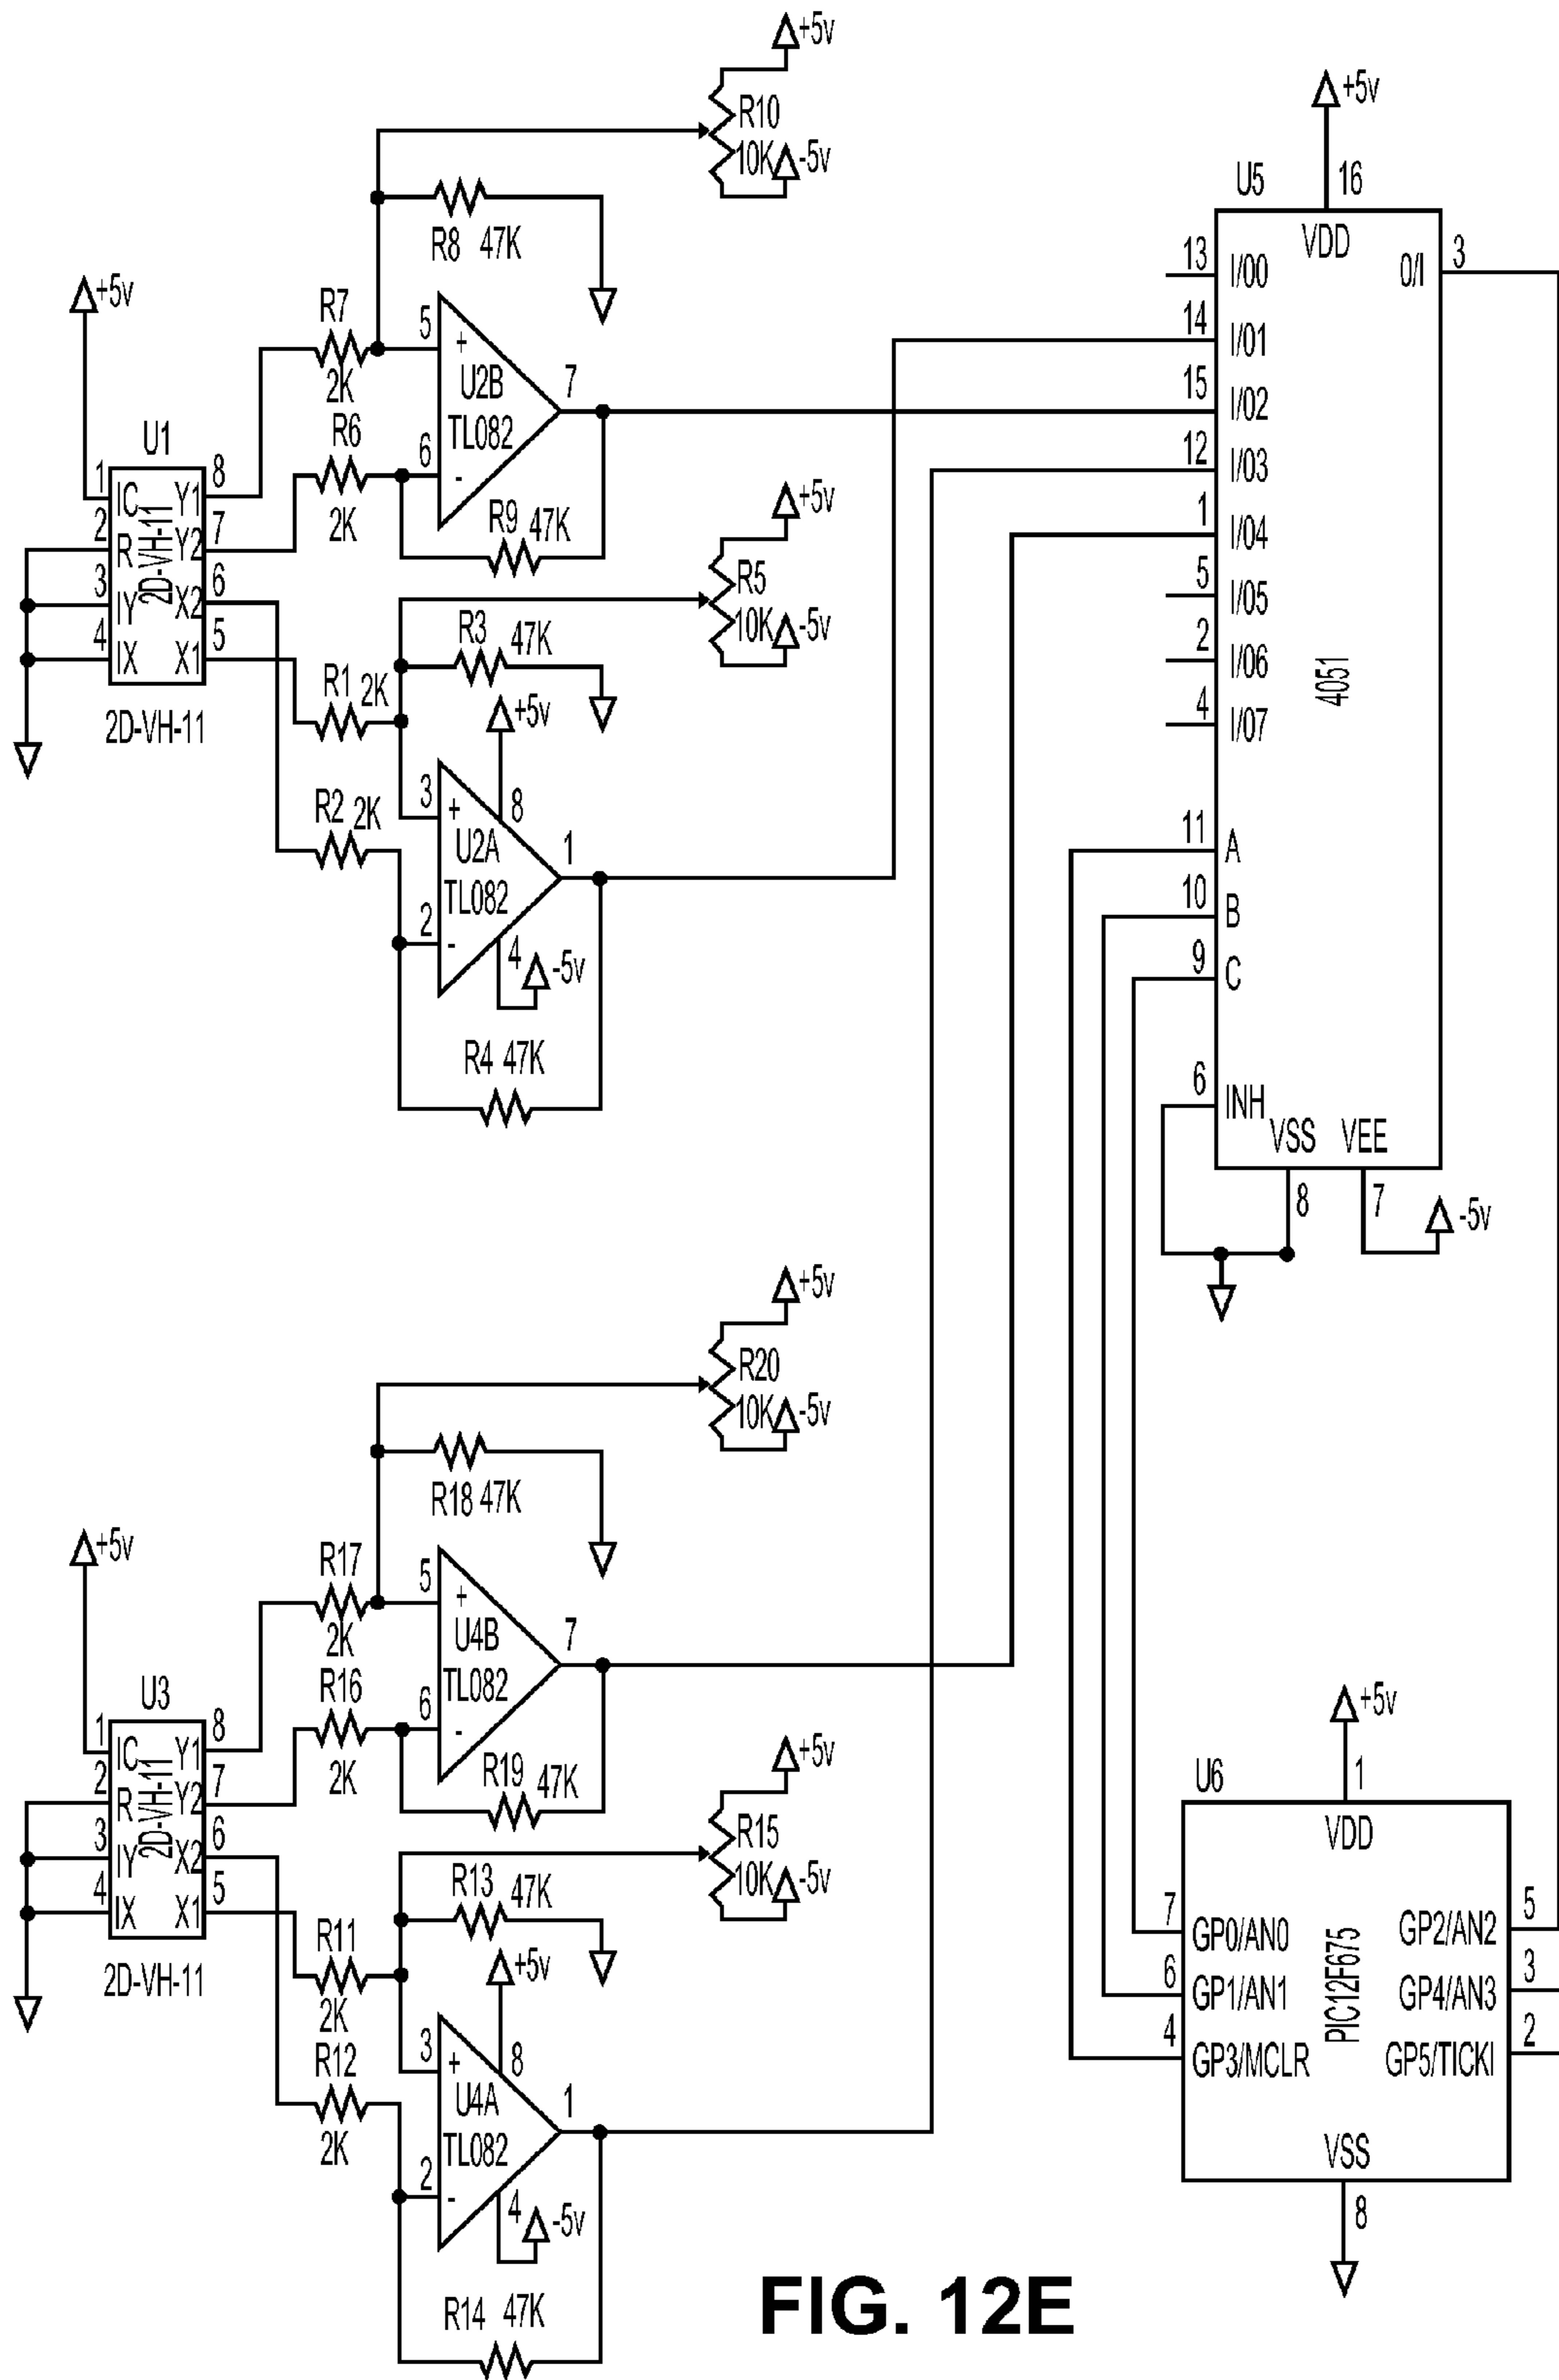 +5v
R10
10K
-5v
R8 47K
+5v
R7
2K
5
+
U2B
TL082
7
R6
2K
6
-
R9 47K
U1
1 IC Y1 8
2 R Y2 7
3 IY X2 6
4 IX X1 5
2D-VH-11
2D-VH-11
+5v
R5
10K
-5v
R3 47K
R1 2K
+5v
R2 2K
3
+
8
U2A
TL082
1
2
-
4
-5v
R4 47K
+5v
U5
16
VDD
13 I/00
0/I 3
14 I/01
15 I/02
12 I/03
1 I/04
5 I/05
2 I/06
4 I/07
4051
11 A
10 B
9 C
6 INH
VSS VEE
8
7
-5v
+5v
R20
10K
-5v
R18 47K
+5v
R17
2K
5
+
U4B
TL082
7
R16
2K
6
-
R19 47K
U3
1 IC Y1 8
2 R Y2 7
3 IY X2 6
4 IX X1 5
2D-VH-11
2D-VH-11
+5v
R15
10K
-5v
R13 47K
R11
2K
+5v
R12
2K
3
+
8
U4A
TL082
1
2
-
4
-5v
R14 47K
+5v
U6
1
VDD
7 GP0/AN0
GP2/AN2 5
6 GP1/AN1
GP4/AN3 3
4 GP3/MCLR
GP5/TICKI 2
PIC12F675
VSS
8
FIG. 12E